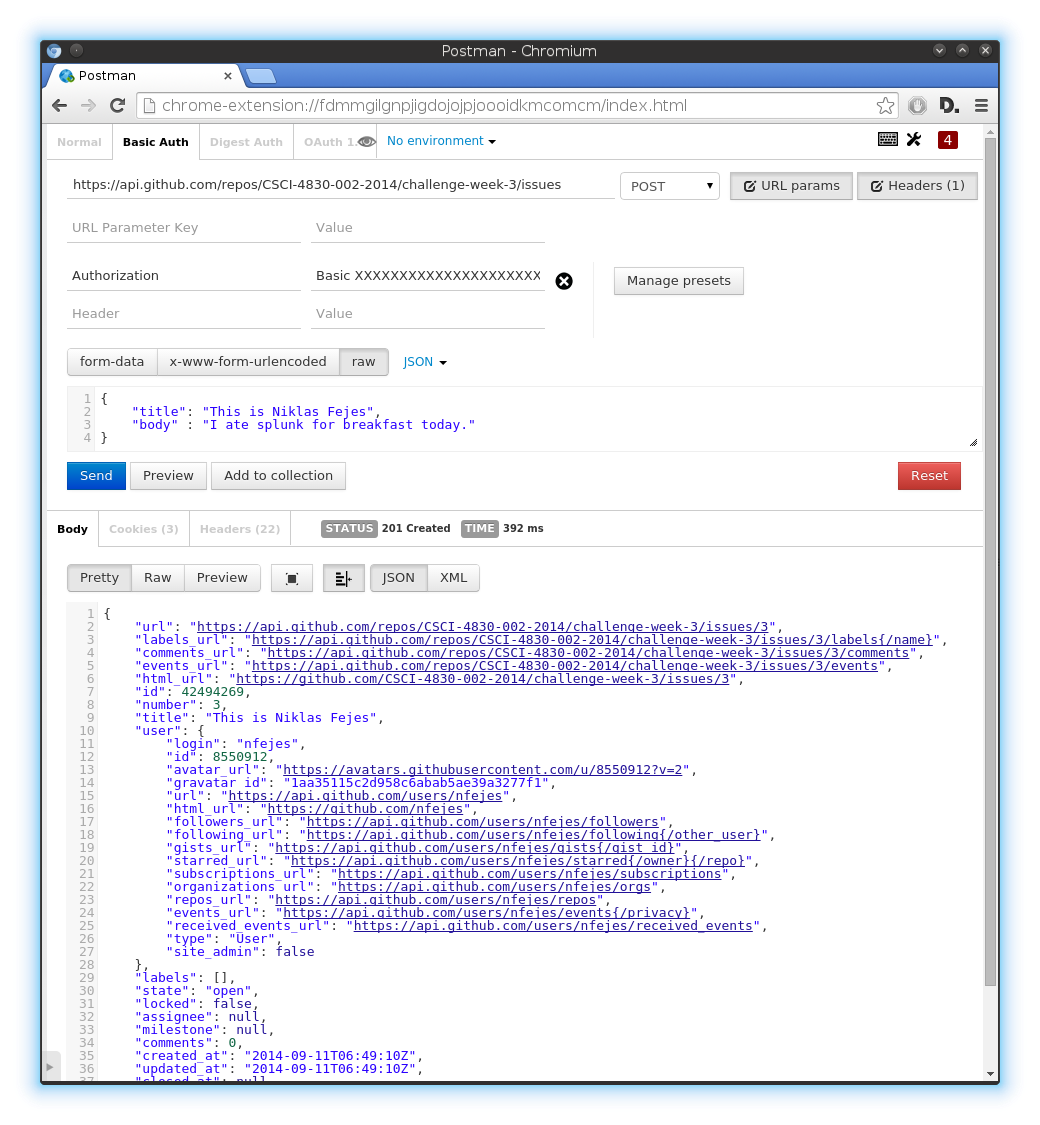 Postman - Chromium
Postman
chrome-extension://fdmmgilgnpjigdojojpjoooidkmcomcm/index.html
D.
Normal Basic Auth Digest Auth OAuth 1. No environment 4
https://api.github.com/repos/CSCI-4830-002-2014/challenge-week-3/issues POST URL params Headers (1)
URL Parameter Key Value
Authorization Basic XXXXXXXXXXXXXXXXXXXXX Manage presets
Header Value
form-data x-www-form-urlencoded raw JSON
1 {
2 "title": "This is Niklas Fejes",
3 "body" : "I ate splunk for breakfast today."
4 }
Send Preview Add to collection Reset
Body Cookies (3) Headers (22) STATUS 201 Created TIME 392 ms
Pretty Raw Preview JSON XML
1 {
2 "url": "https://api.github.com/repos/CSCI-4830-002-2014/challenge-week-3/issues/3",
3 "labels_url": "https://api.github.com/repos/CSCI-4830-002-2014/challenge-week-3/issues/3/labels{/name}",
4 "comments_url": "https://api.github.com/repos/CSCI-4830-002-2014/challenge-week-3/issues/3/comments",
5 "events_url": "https://api.github.com/repos/CSCI-4830-002-2014/challenge-week-3/issues/3/events",
6 "html_url": "https://github.com/CSCI-4830-002-2014/challenge-week-3/issues/3",
7 "id": 42494269,
8 "number": 3,
9 "title": "This is Niklas Fejes",
10 "user": {
11 "login": "nfejes",
12 "id": 8550912,
13 "avatar_url": "https://avatars.githubusercontent.com/u/8550912?v=2",
14 "gravatar_id": "1aa35115c2d958c6abab5ae39a3277f1",
15 "url": "https://api.github.com/users/nfejes",
16 "html_url": "https://github.com/nfejes",
17 "followers_url": "https://api.github.com/users/nfejes/followers",
18 "following_url": "https://api.github.com/users/nfejes/following{/other_user}",
19 "gists_url": "https://api.github.com/users/nfejes/gists{/gist_id}",
20 "starred_url": "https://api.github.com/users/nfejes/starred{/owner}{/repo}",
21 "subscriptions_url": "https://api.github.com/users/nfejes/subscriptions",
22 "organizations_url": "https://api.github.com/users/nfejes/orgs",
23 "repos_url": "https://api.github.com/users/nfejes/repos",
24 "events_url": "https://api.github.com/users/nfejes/events{/privacy}",
25 "received_events_url": "https://api.github.com/users/nfejes/received_events",
26 "type": "User",
27 "site_admin": false
28 },
29 "labels": [],
30 "state": "open",
31 "locked": false,
32 "assignee": null,
33 "milestone": null,
34 "comments": 0,
35 "created_at": "2014-09-11T06:49:10Z",
36 "updated_at": "2014-09-11T06:49:10Z",
37 "closed_at": null